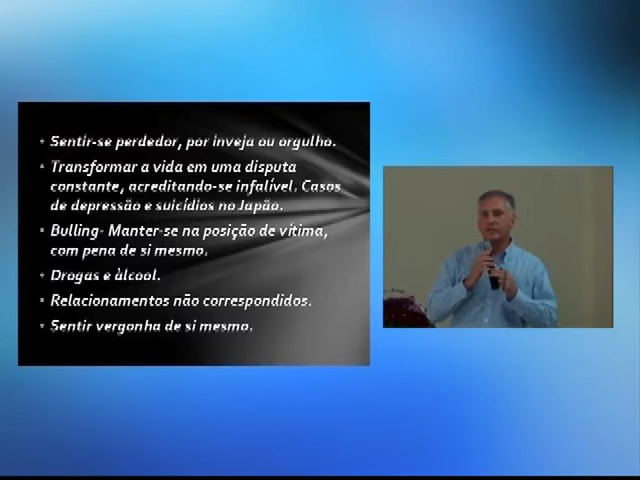 Sentir-se perdedor, por inveja ou orgulho.
Transformar a vida em uma disputa
constante, acreditando-se infalível. Casos
de depressão e suicídios no Japão.
Bulling- Manter-se na posição de vítima,
com pena de si mesmo.
Drogas e álcool.
Relacionamentos não correspondidos.
Sentir vergonha de si mesmo.